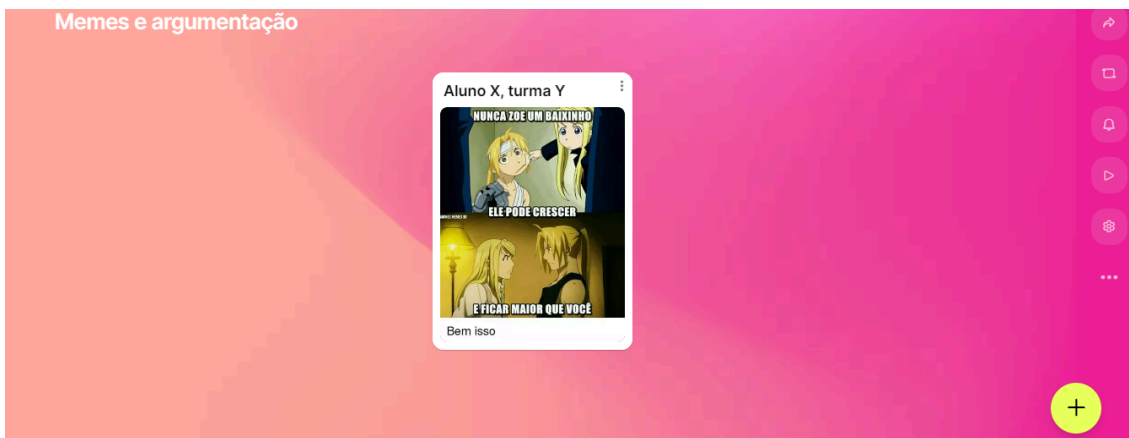 Memes e argumentação
Aluno X, turma Y
NUNCA ZOE UM BAIXINHO
ELE PODE CRESCER
E FICAR MAIOR QUE VOCÊ
Bem isso